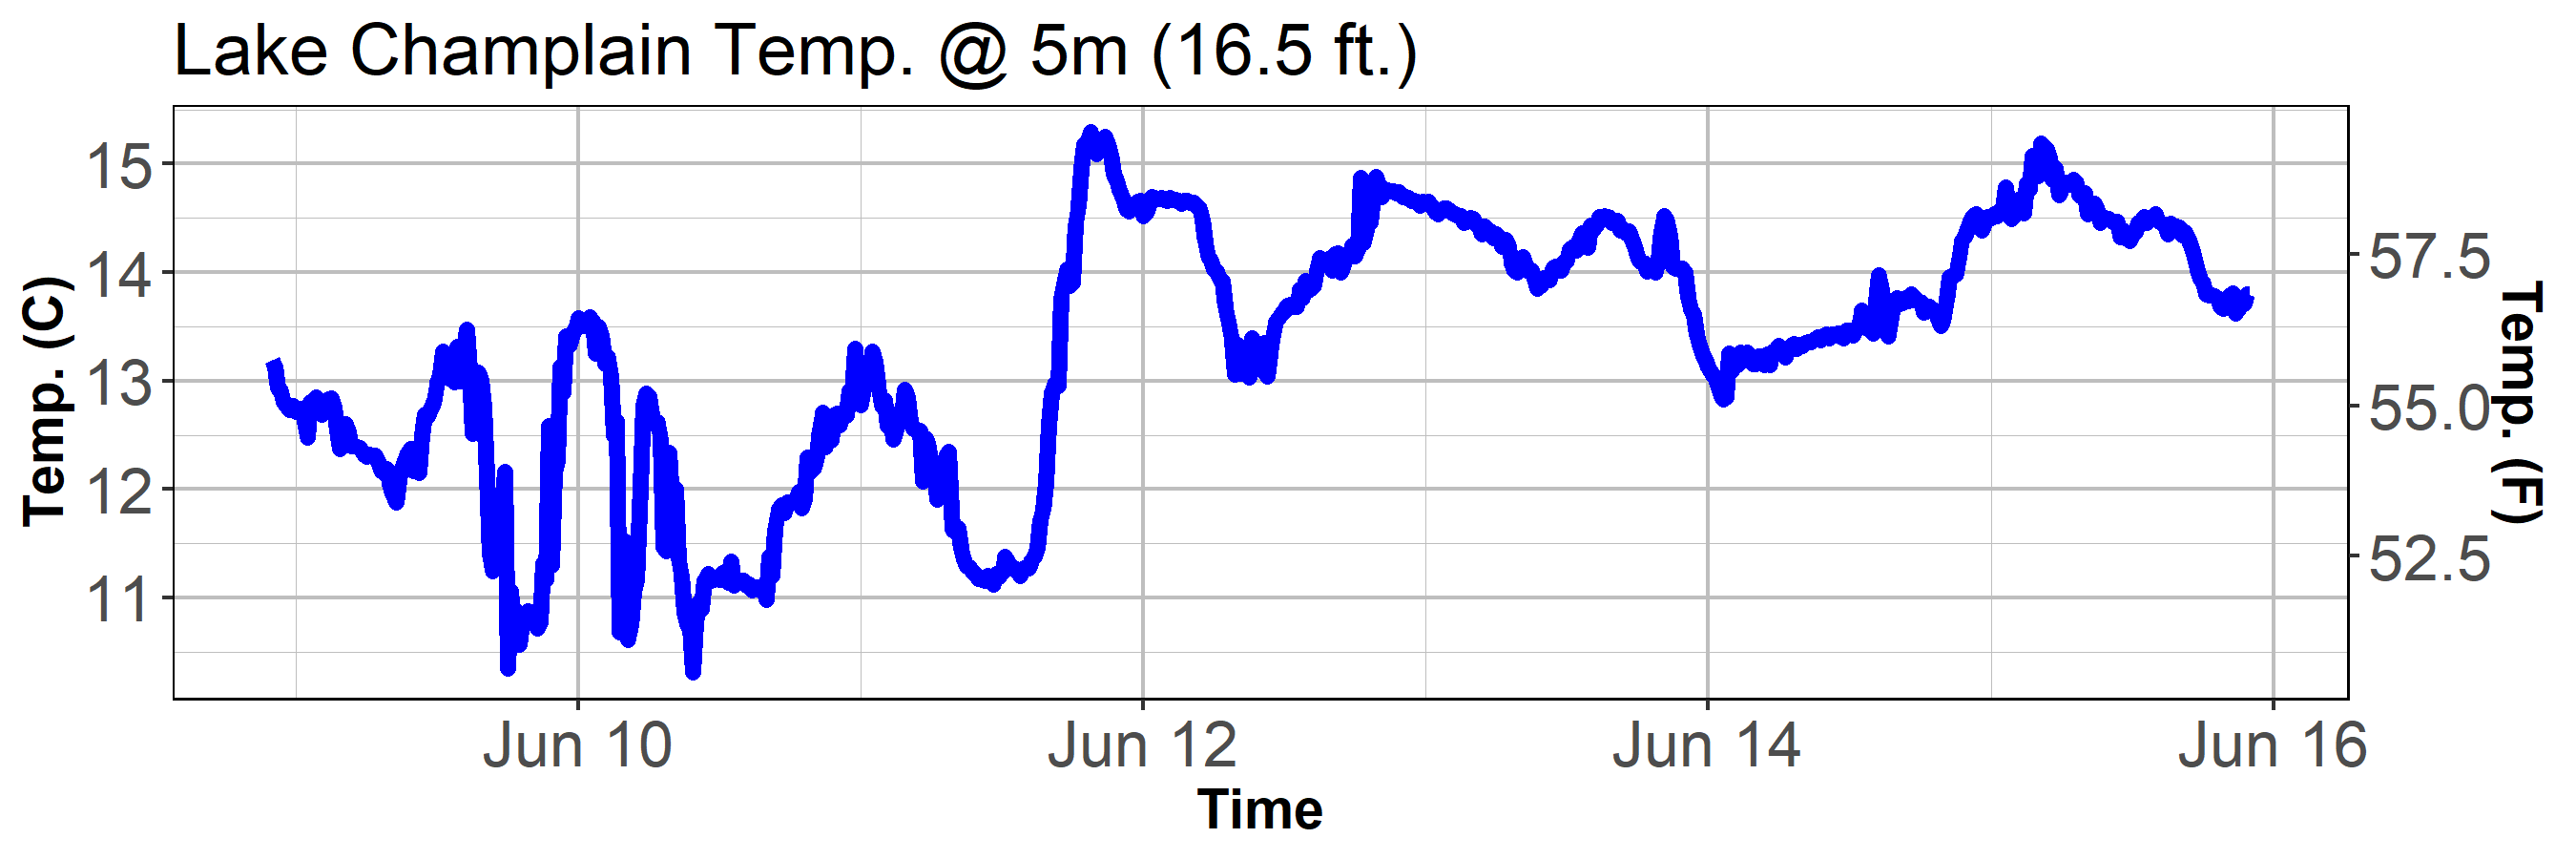 Lake Champlain Temp. @ 5m (16.5 ft.)
Temp. (C)
15
14
13
12
11
57.5
55.0
52.5
Temp. (F)
Jun 10 Jun 12 Jun 14 Jun 16
Time